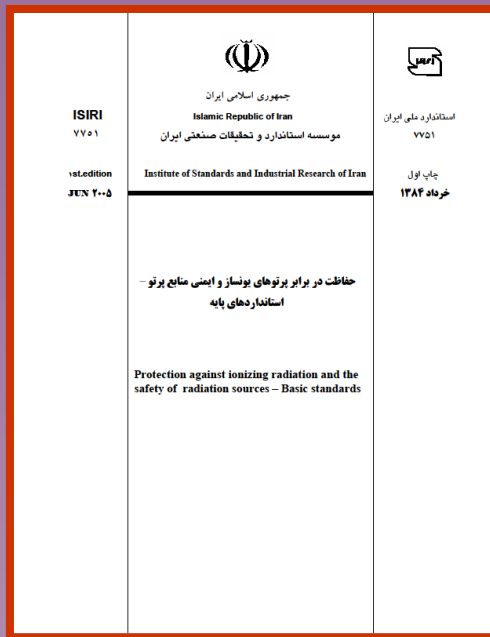 جمهوری اسلامی ایران
Islamic Republic of Iran
موسسه استاندارد و تحقیقات صنعتی ایران
Institute of Standards and Industrial Research of Iran
ISIRI
۷۷۵۱
۱st.edition
JUN ۲۰۰۵
استاندارد ملی ایران
۷۷۵۱
چاپ اول
خرداد ۱۳۸۴
حفاظت در برابر پرتوهای یونساز و ایمنی منابع پرتو –
استانداردهای پایه
Protection against ionizing radiation and the
safety of radiation sources – Basic standards